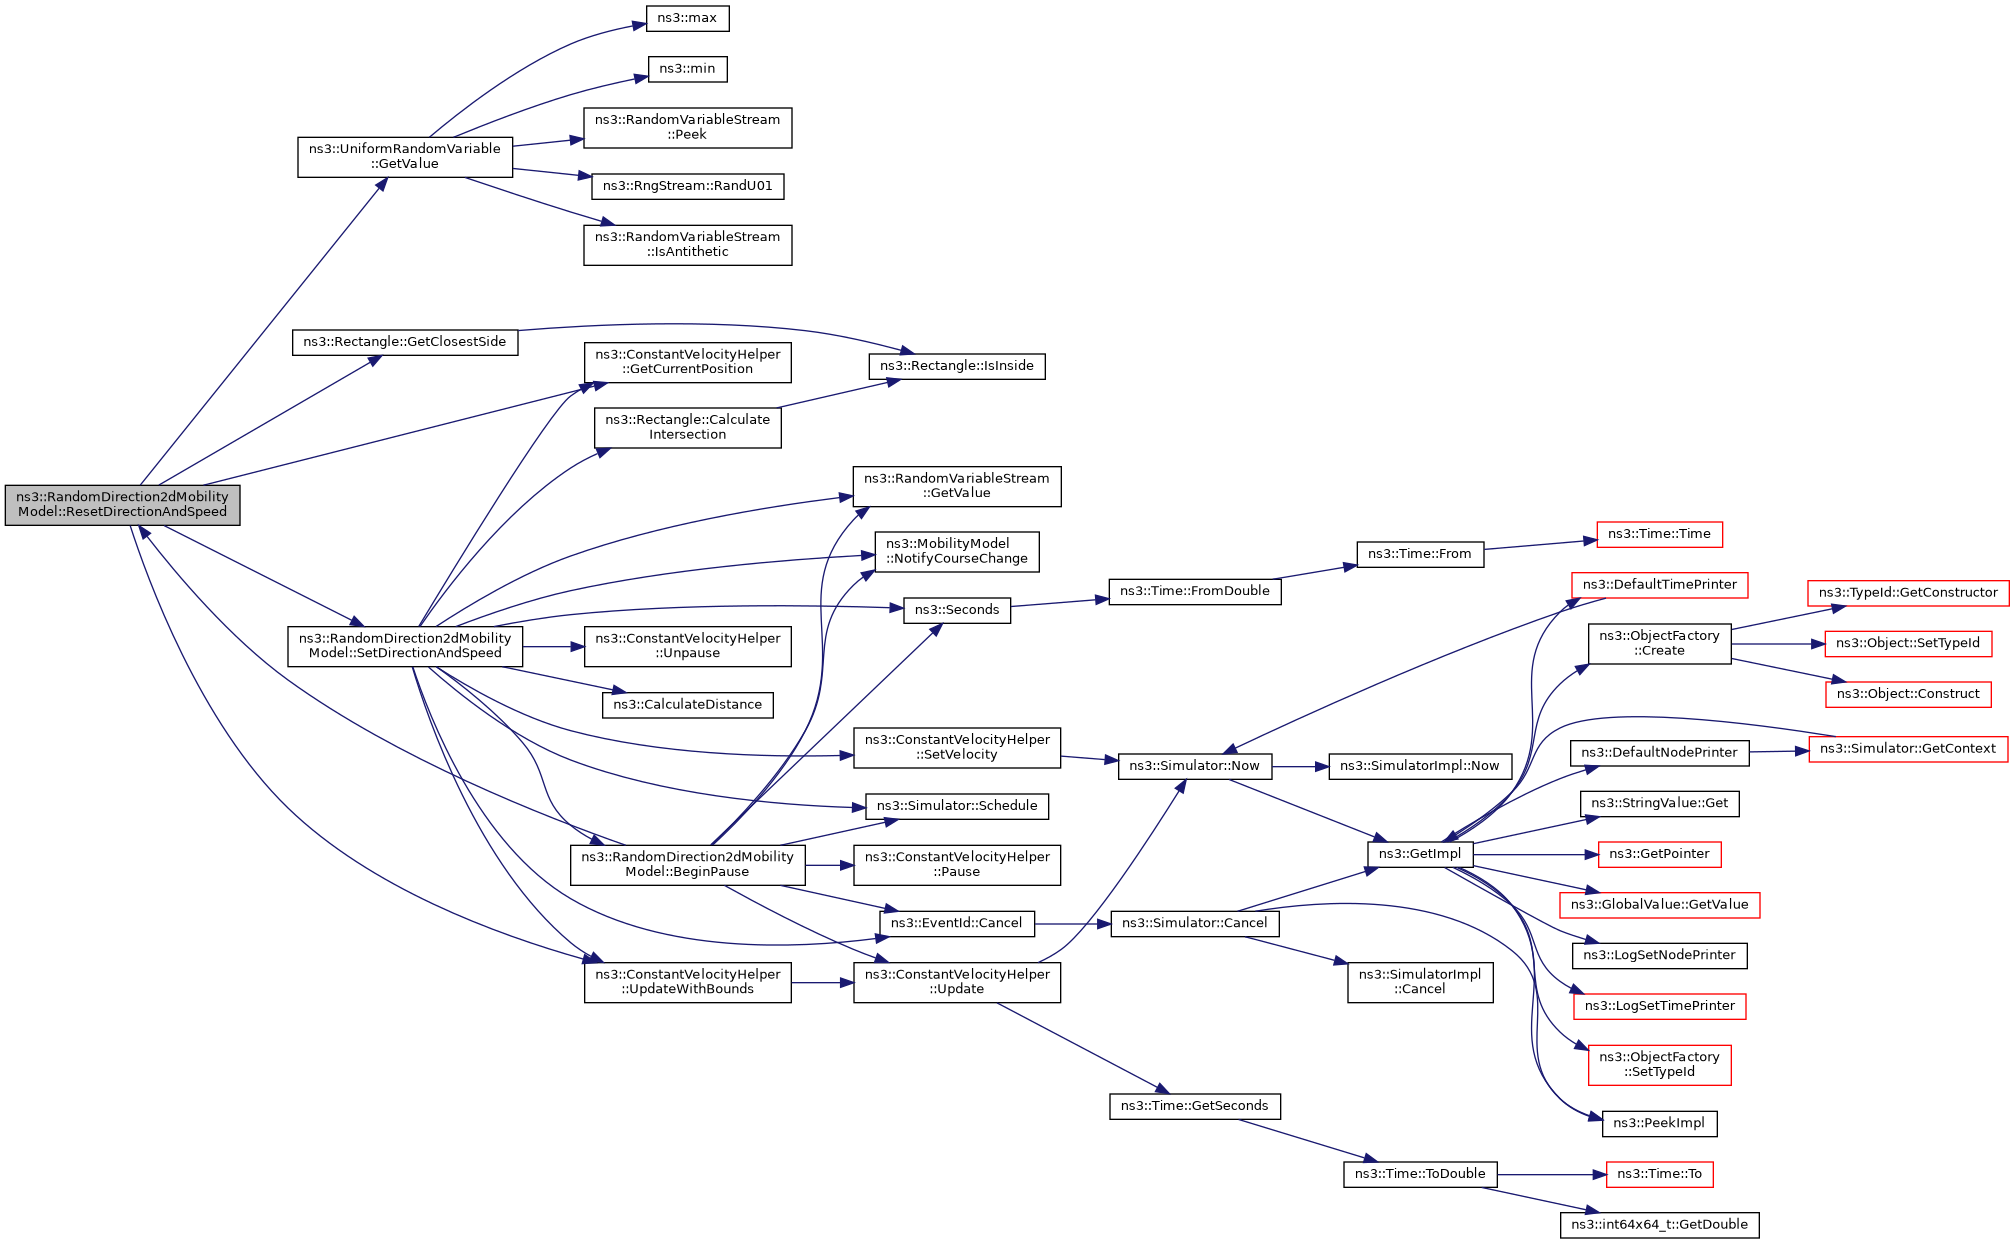 ns3::max
ns3::min
ns3::RandomVariableStream
::Peek
ns3::UniformRandomVariable
::GetValue
ns3::RngStream::RandU01
ns3::RandomVariableStream
::IsAntithetic
ns3::Rectangle::GetClosestSide
ns3::ConstantVelocityHelper
::GetCurrentPosition
ns3::Rectangle::IsInside
ns3::Rectangle::Calculate
Intersection
ns3::RandomVariableStream
::GetValue
ns3::RandomDirection2dMobility
Model::ResetDirectionAndSpeed
ns3::MobilityModel
::NotifyCourseChange
ns3::Time::From
ns3::Time::Time
ns3::Time::FromDouble
ns3::DefaultTimePrinter
ns3::TypeId::GetConstructor
ns3::Seconds
ns3::RandomDirection2dMobility
Model::SetDirectionAndSpeed
ns3::ConstantVelocityHelper
::Unpause
ns3::ObjectFactory
::Create
ns3::Object::SetTypeId
ns3::CalculateDistance
ns3::Object::Construct
ns3::ConstantVelocityHelper
::SetVelocity
ns3::Simulator::Now
ns3::SimulatorImpl::Now
ns3::DefaultNodePrinter
ns3::Simulator::GetContext
ns3::Simulator::Schedule
ns3::StringValue::Get
ns3::RandomDirection2dMobility
Model::BeginPause
ns3::ConstantVelocityHelper
::Pause
ns3::GetImpl
ns3::GetPointer
ns3::GlobalValue::GetValue
ns3::EventId::Cancel
ns3::Simulator::Cancel
ns3::LogSetNodePrinter
ns3::ConstantVelocityHelper
::UpdateWithBounds
ns3::ConstantVelocityHelper
::Update
ns3::SimulatorImpl
::Cancel
ns3::LogSetTimePrinter
ns3::ObjectFactory
::SetTypeId
ns3::Time::GetSeconds
ns3::PeekImpl
ns3::Time::ToDouble
ns3::Time::To
ns3::int64x64_t::GetDouble